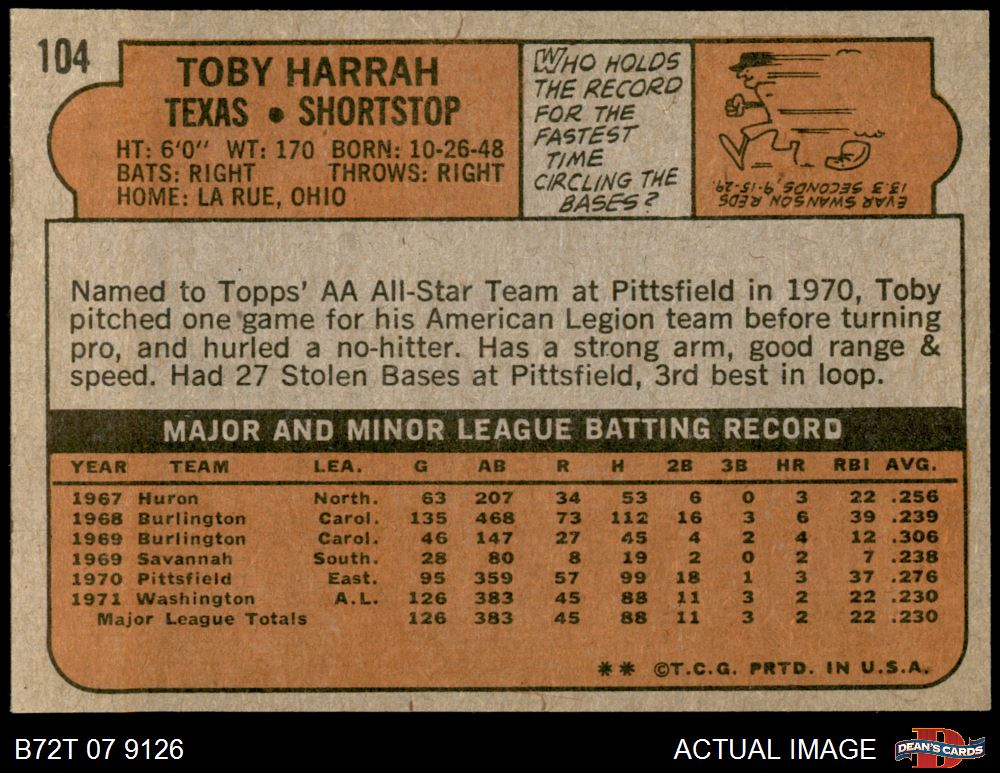 104
TOBY HARRAH
TEXAS • SHORTSTOP
HT: 6'0" WT: 170 BORN: 10-26-48
BATS: RIGHT THROWS: RIGHT
HOME: LA RUE, OHIO
WHO HOLDS
THE RECORD
FOR THE
FASTEST
TIME
CIRCLING THE
BASES?
EVAR SWANSON REDS
13.3 SECONDS, 9-15-29.
Named to Topps' AA All-Star Team at Pittsfield in 1970, Toby
pitched one game for his American Legion team before turning
pro, and hurled a no-hitter. Has a strong arm, good range &
speed. Had 27 Stolen Bases at Pittsfield, 3rd best in loop.
MAJOR AND MINOR LEAGUE BATTING RECORD
YEAR TEAM LEA. G AB R H 2B 3B HR RBI AVG.
1967 Huron North. 63 207 34 53 6 0 3 22 .256
1968 Burlington Carol. 135 468 73 112 16 3 6 39 .239
1969 Burlington Carol. 46 147 27 45 4 2 4 12 .306
1969 Savannah South. 28 80 8 19 2 0 2 7 .238
1970 Pittsfield East. 95 359 57 99 18 1 3 37 .276
1971 Washington A.L. 126 383 45 88 11 3 2 22 .230
Major League Totals 126 383 45 88 11 3 2 22 .230
** ©T.C.G. PRTD. IN U.S.A.
B72T 07 9126
ACTUAL IMAGE
DEAN'S CARDS